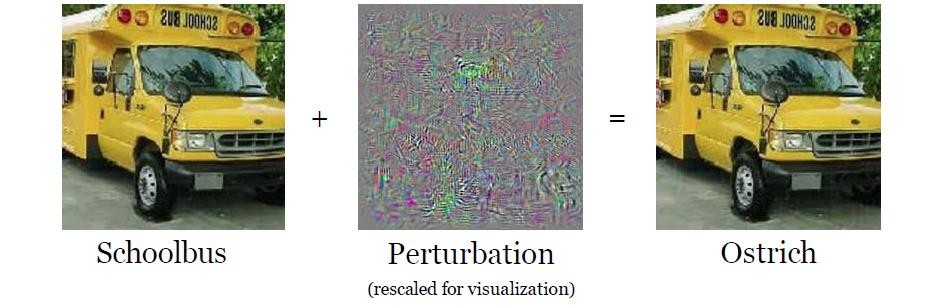 SCHOOL BUS
SCHOOL BUS
+
=
Schoolbus
Perturbation
Ostrich
(rescaled for visualization)